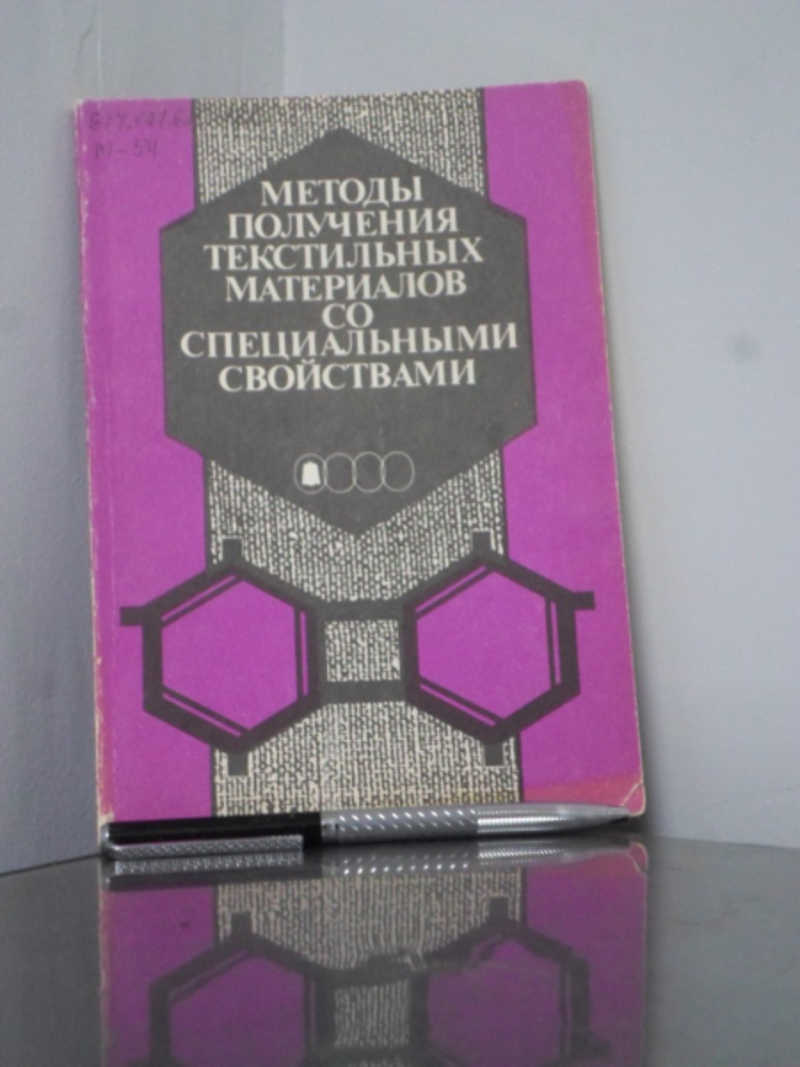 МЕТОДЫ
ПОЛУЧЕНИЯ
ТЕКСТИЛЬНЫХ
МАТЕРИАЛОВ
СО
СПЕЦИАЛЬНЫМИ
СВОЙСТВАМИ